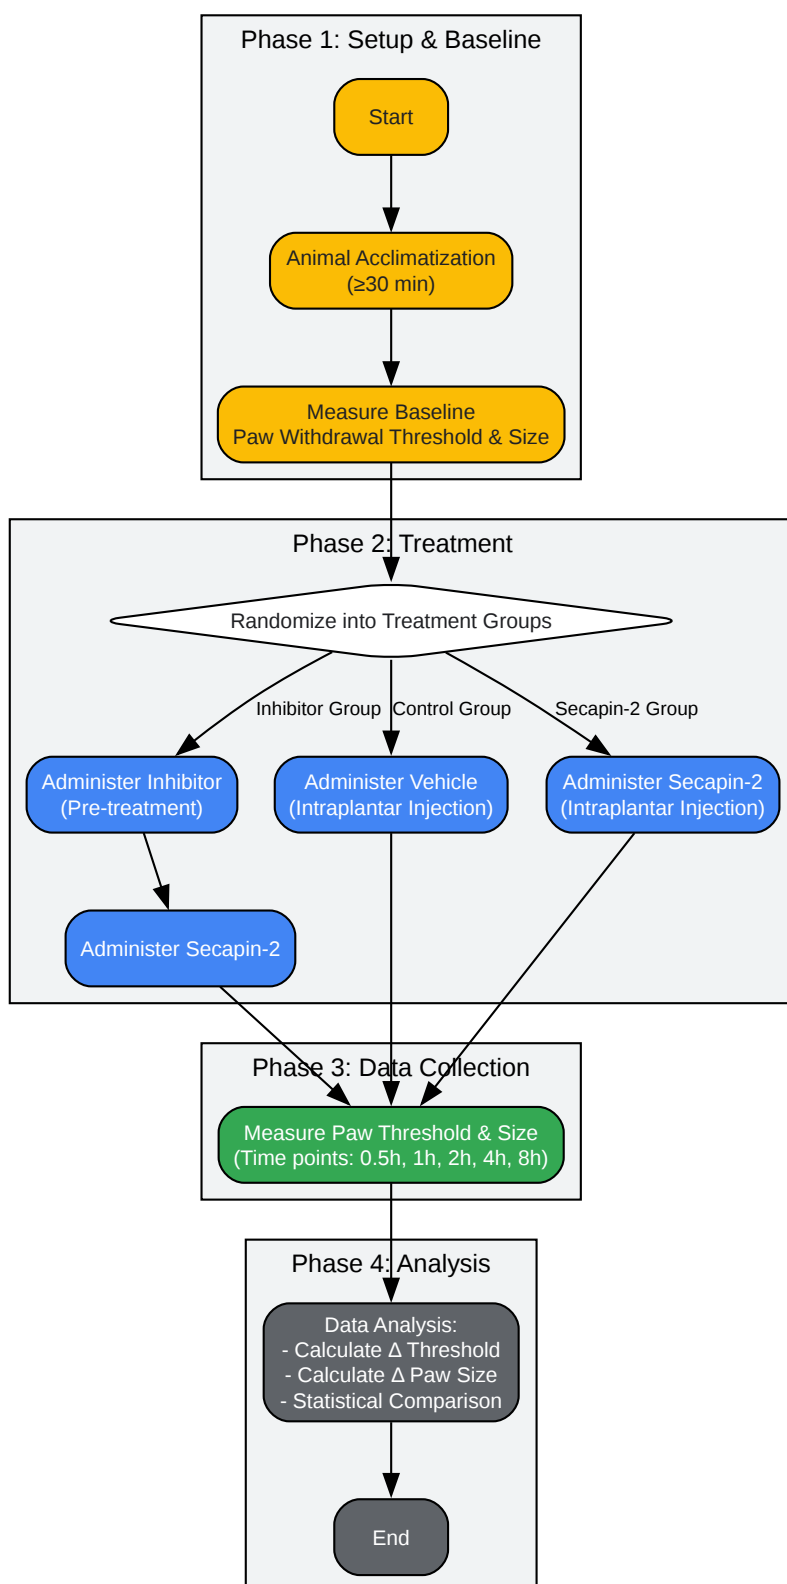 Phase 1: Setup & Baseline
Start
Animal Acclimatization
(≥30 min)
Measure Baseline
Paw Withdrawal Threshold & Size
Phase 2: Treatment
Randomize into Treatment Groups
Inhibitor Group
Control Group
Secapin-2 Group
Administer Inhibitor
(Pre-treatment)
Administer Vehicle
(Intraplantar Injection)
Administer Secapin-2
(Intraplantar Injection)
Administer Secapin-2
Phase 3: Data Collection
Measure Paw Threshold & Size
(Time points: 0.5h, 1h, 2h, 4h, 8h)
Phase 4: Analysis
Data Analysis:
- Calculate Δ Threshold
- Calculate Δ Paw Size
- Statistical Comparison
End